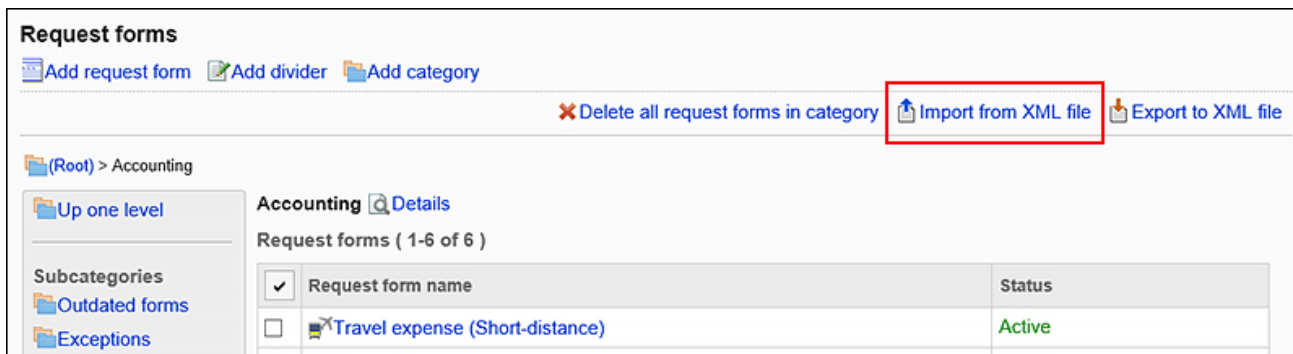 Request forms
Add request form Add divider Add category
Delete all request forms in category Import from XML file Export to XML file
(Root) > Accounting
Up one level
Accounting Details
Request forms ( 1-6 of 6 )
Subcategories
Outdated forms
Exceptions
Request form name Status
Travel expense (Short-distance) Active